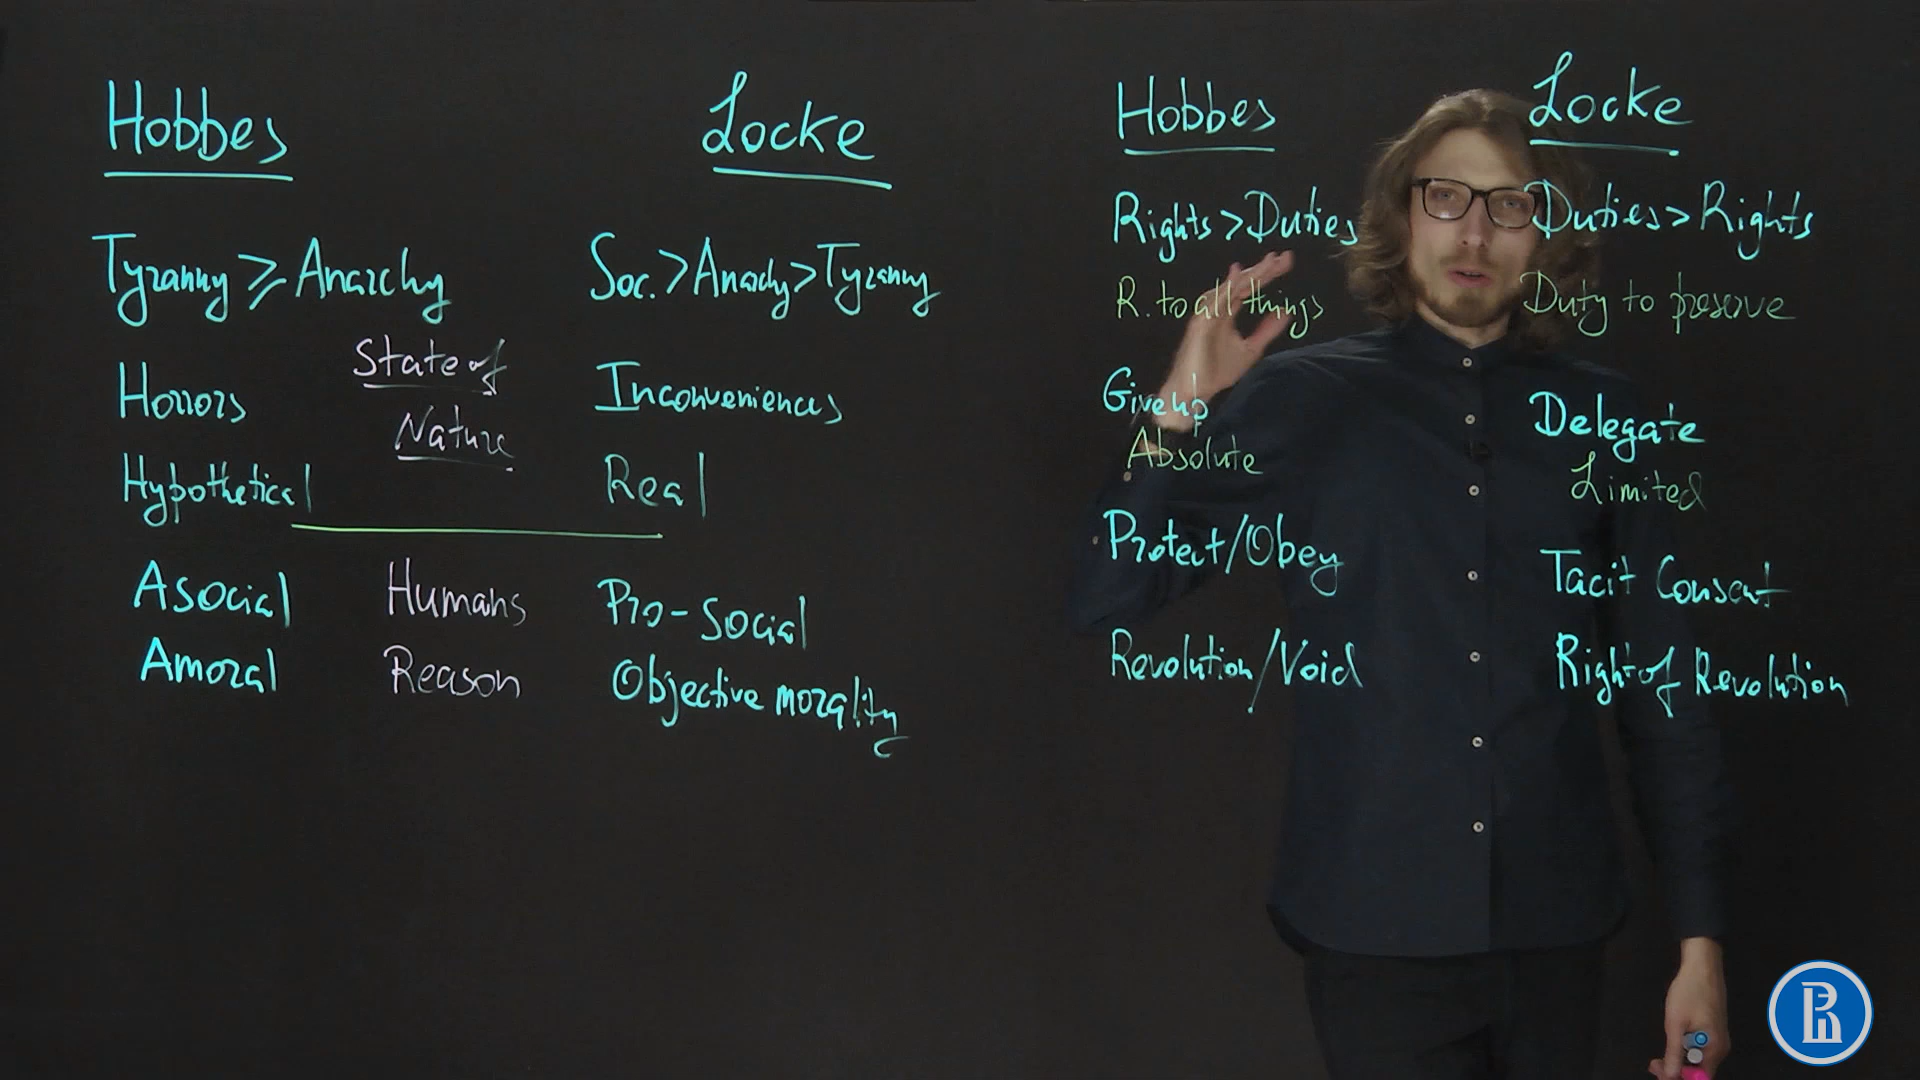 Hobbes
Locke
Tyranny ⩾ Anarchy
Soc. > Anarchy > Tyranny
State of
Nature
Horrors
Inconveniences
Hypothetical
Real
Asocial
Humans
Pro-Social
Amoral
Reason
Objective morality
Hobbes
Locke
Rights > Duties
Duties > Rights
R. to all things
Duty to preserve
Give up
Delegate
Absolute
Limited
Protect/Obey
Tacit Consent
Revolution/Void
Right of Revolution